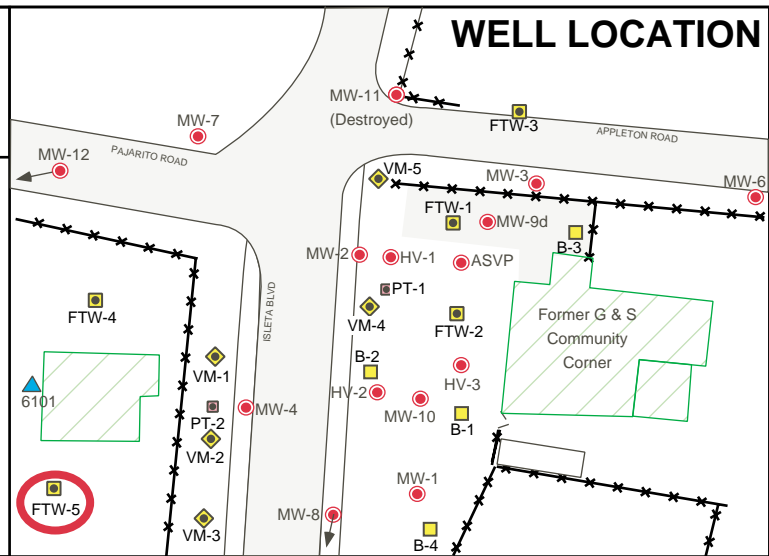 WELL LOCATION
MW-11
(Destroyed)
FTW-3
APPLETON ROAD
MW-7
PAJARITO ROAD
MW-12
VM-5
MW-3
MW-6
FTW-1
MW-9d
B-3
MW-2
HV-1
ASVP
PT-1
ISLETA BLVD
FTW-4
VM-4
FTW-2
Former G & S
Community
Corner
VM-1
B-2
HV-3
6101
HV-2
MW-10
PT-2
MW-4
B-1
VM-2
MW-1
FTW-5
VM-3
MW-8
B-4